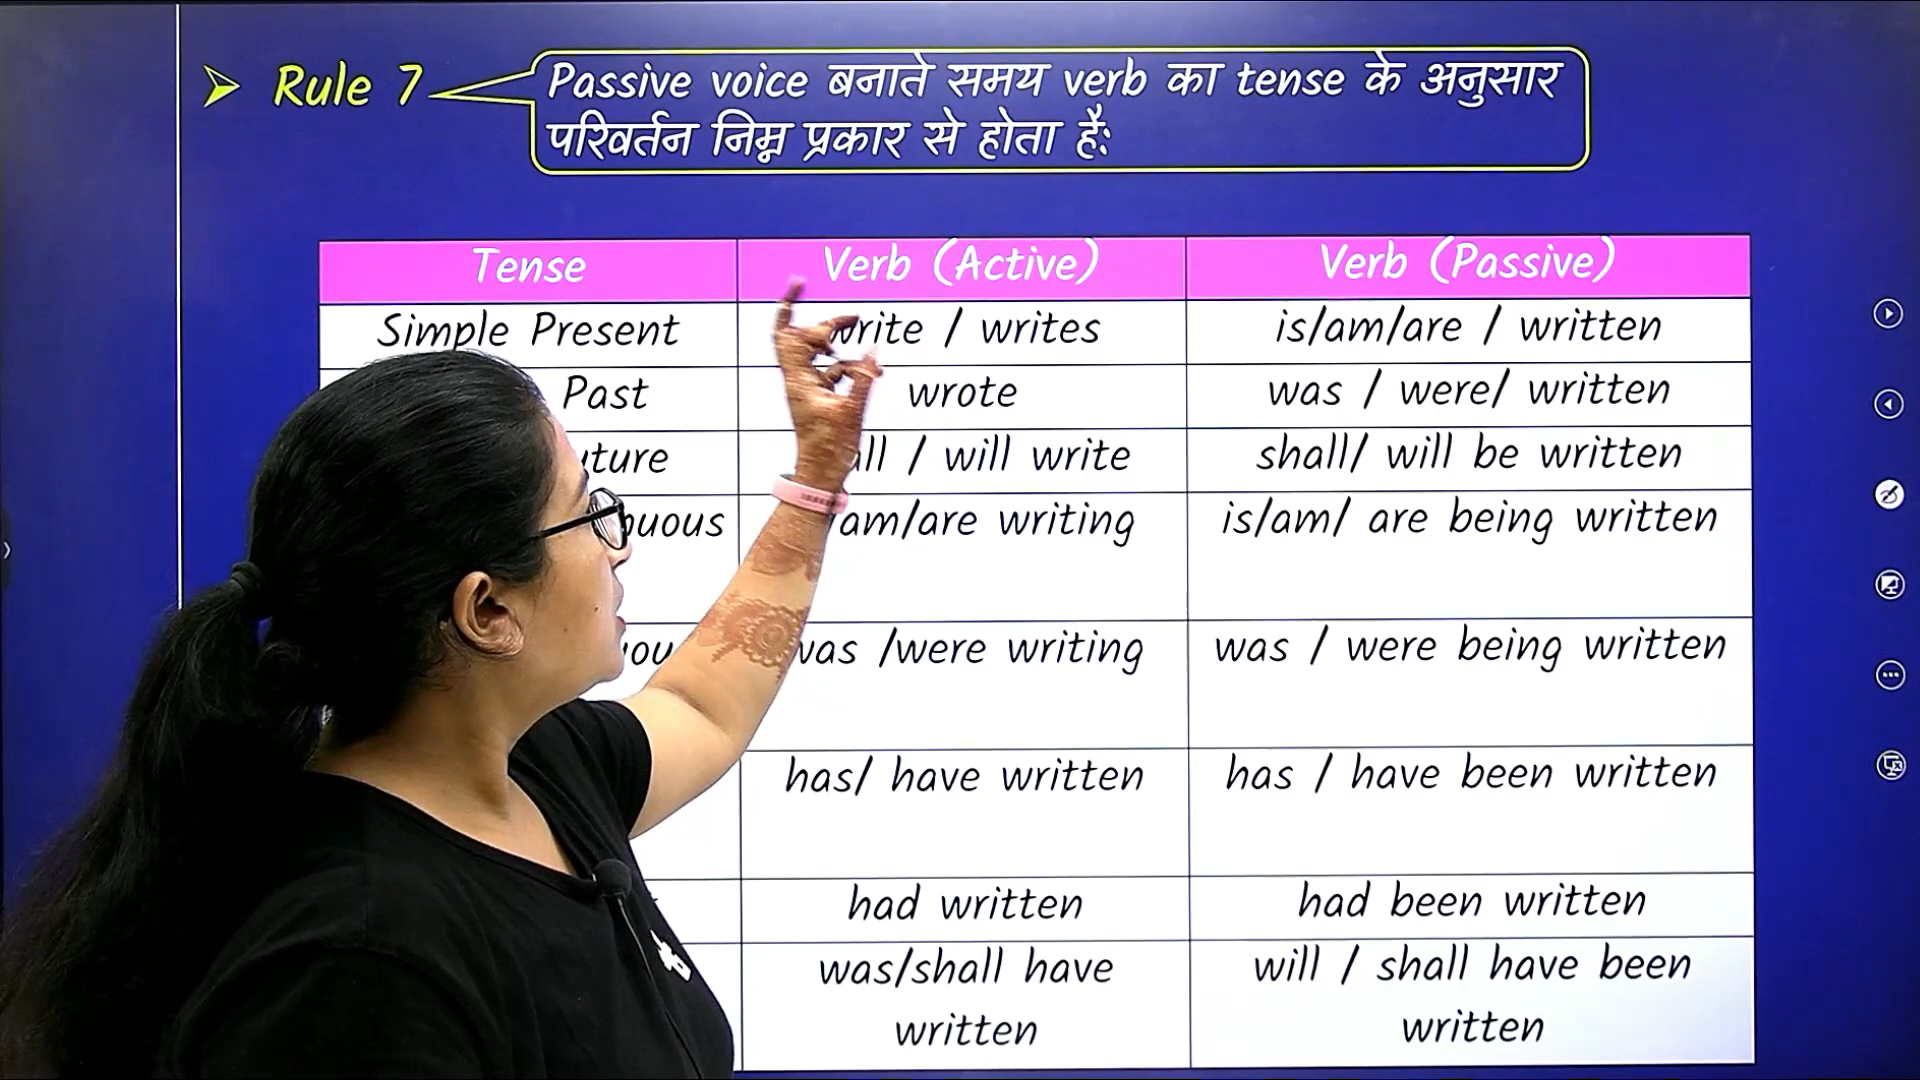 Rule 7
Passive voice बनाते समय verb का tense के अनुसार
परिवर्तन निम्न प्रकार से होता है:
Tense Verb (Active) Verb (Passive)
Simple Present write / writes is/am/are / written
Past wrote was / were/ written
/ will write shall/ will be written
am/are writing is/am/ are being written
was /were writing was / were being written
has/ have written has / have been written
had written had been written
was/shall have will / shall have been
written written